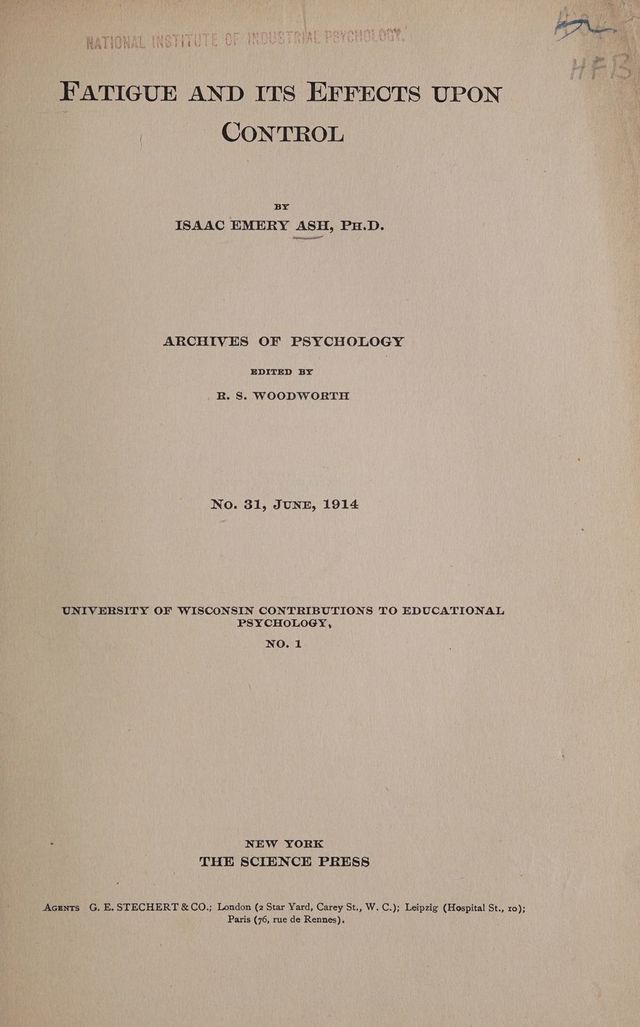 NATIONAL INSTITUTE OF INDUSTRIAL PSYCHOLOGY.
HFB
FATIGUE AND ITS EFFECTS UPON
CONTROL
BY
ISAAC EMERY ASH, PH.D.
ARCHIVES OF PSYCHOLOGY
EDITED BY
R. S. WOODWORTH
No. 31, JUNE, 1914
UNIVERSITY OF WISCONSIN CONTRIBUTIONS TO EDUCATIONAL
PSYCHOLOGY,
NO. 1
NEW YORK
THE SCIENCE PRESS
AGENTS G. E. STECHERT & CO.; London (2 Star Yard, Carey St., W. C.); Leipzig (Hospital St., 10);
Paris (76, rue de Rennes).